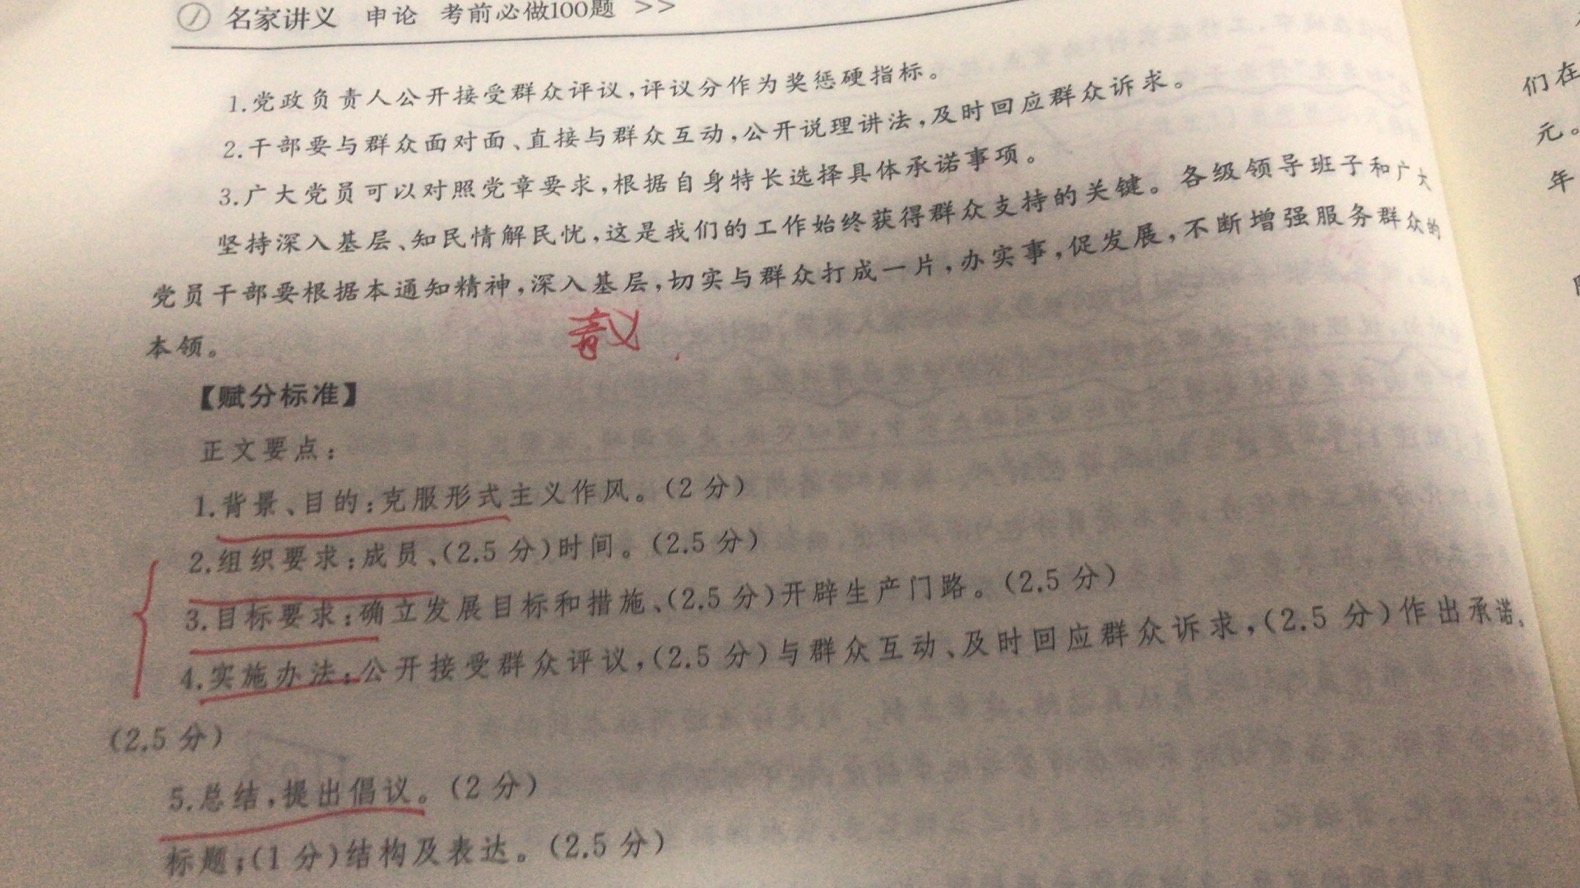 名家讲义 申论 考前必做100题 >>
1.党政负责人公开接受群众评议,评议分作为奖惩硬指标。
2.干部要与群众面对面、直接与群众互动,公开说理讲法,及时回应群众诉求。
3.广大党员可以对照党章要求,根据自身特长选择具体承诺事项。
坚持深入基层、知民情解民忧,这是我们的工作始终获得群众支持的关键。各级领导班子和广大
党员干部要根据本通知精神,深入基层,切实与群众打成一片,办实事,促发展,不断增强服务群众的
本领。
【赋分标准】
正文要点:
1.背景、目的:克服形式主义作风。(2分)
2.组织要求:成员、(2.5分)时间。(2.5分)
3.目标要求:确立发展目标和措施、(2.5分)开辟生产门路。(2.5分)
4.实施办法:公开接受群众评议,(2.5分)与群众互动、及时回应群众诉求,(2.5分)作出承诺。
(2.5分)
5.总结,提出倡议。(2分)
标题;(1分)结构及表达。(2.5分)
们在
元。
年